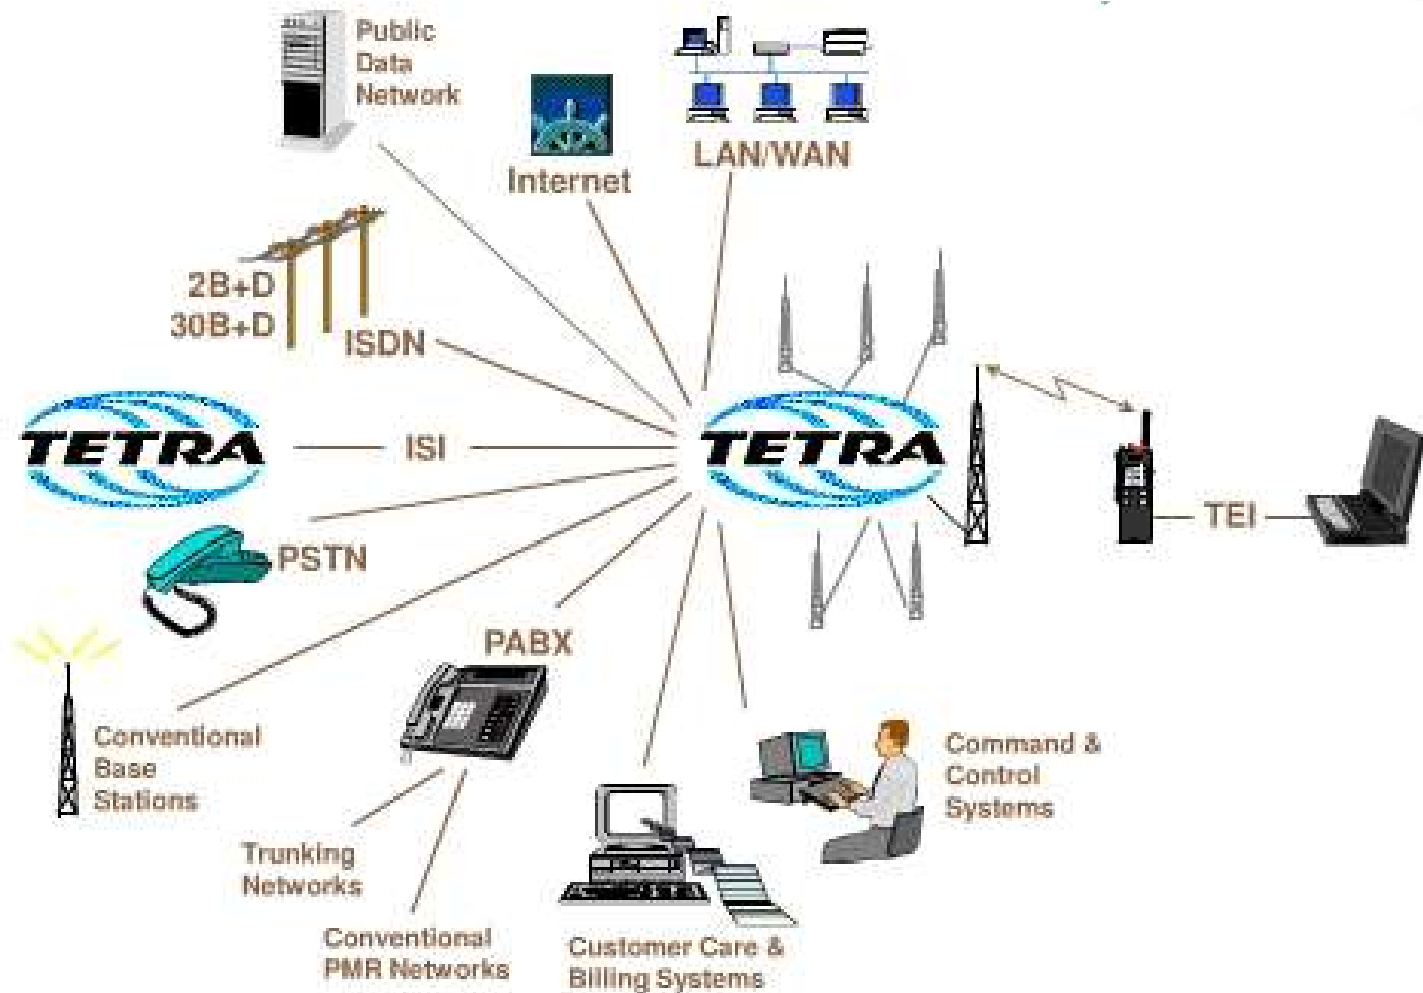 Public
Data
Network
Internet
LAN/WAN
2B+D
30B+D
ISDN
TETRA
ISI
TETRA
TEI
PSTN
PABX
Conventional
Base
Stations
Command &
Control
Systems
Trunking
Networks
Conventional
PMR Networks
Customer Care &
Billing Systems